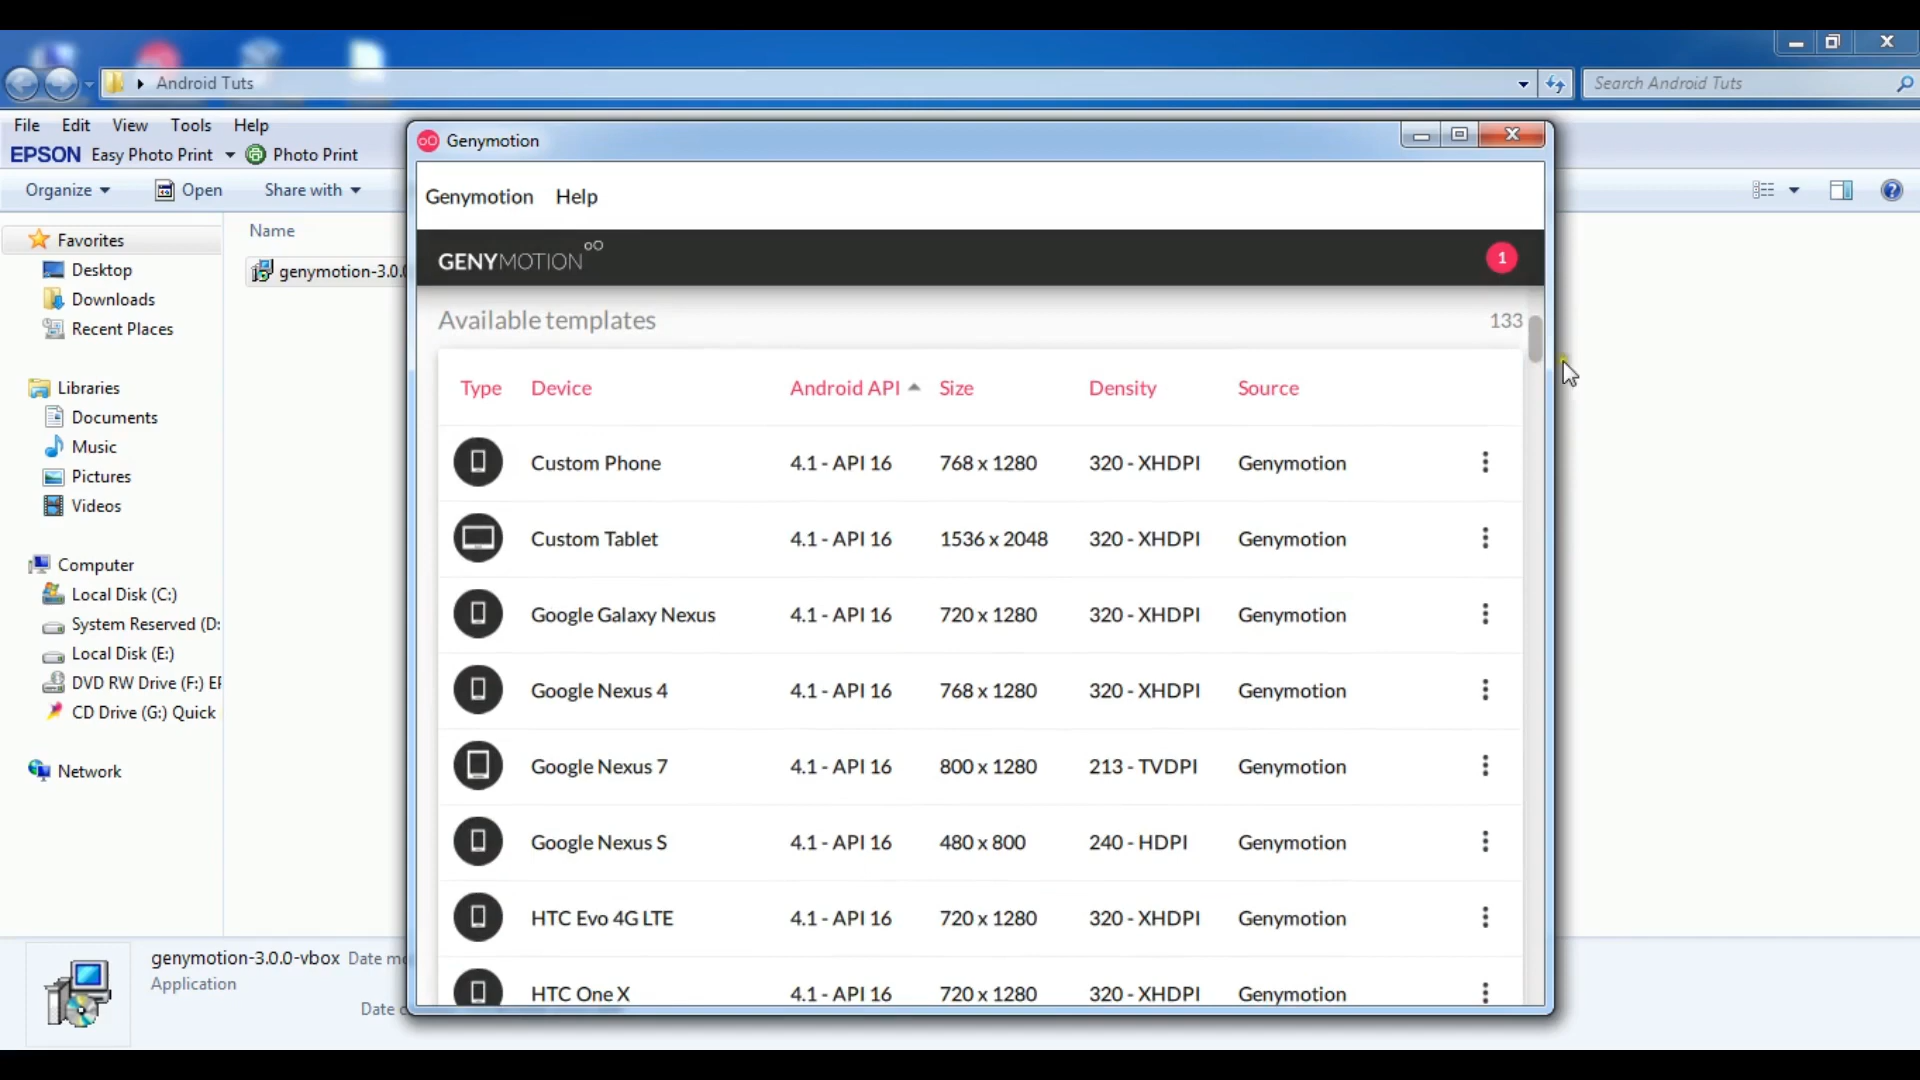 Android Tuts
Search Android Tuts
File Edit View Tools Help
EPSON Easy Photo Print Photo Print
Organize Open Share with
Favorites
Desktop
Downloads
Recent Places
Libraries
Documents
Music
Pictures
Videos
Computer
Local Disk (C:)
System Reserved (D:
Local Disk (E:)
DVD RW Drive (F:)
CD Drive (G:) Quick
Network
Name
genymotion-3.0.0
genymotion-3.0.0-vbox Date mo
Application
Date c
Genymotion
Genymotion Help
GENYMOTION oO
1
Available templates 133
Type Device Android API Size Density Source
Custom Phone 4.1 - API 16 768 x 1280 320 - XHDPI Genymotion
Custom Tablet 4.1 - API 16 1536 x 2048 320 - XHDPI Genymotion
Google Galaxy Nexus 4.1 - API 16 720 x 1280 320 - XHDPI Genymotion
Google Nexus 4 4.1 - API 16 768 x 1280 320 - XHDPI Genymotion
Google Nexus 7 4.1 - API 16 800 x 1280 213 - TVDPI Genymotion
Google Nexus S 4.1 - API 16 480 x 800 240 - HDPI Genymotion
HTC Evo 4G LTE 4.1 - API 16 720 x 1280 320 - XHDPI Genymotion
HTC One X 4.1 - API 16 720 x 1280 320 - XHDPI Genymotion